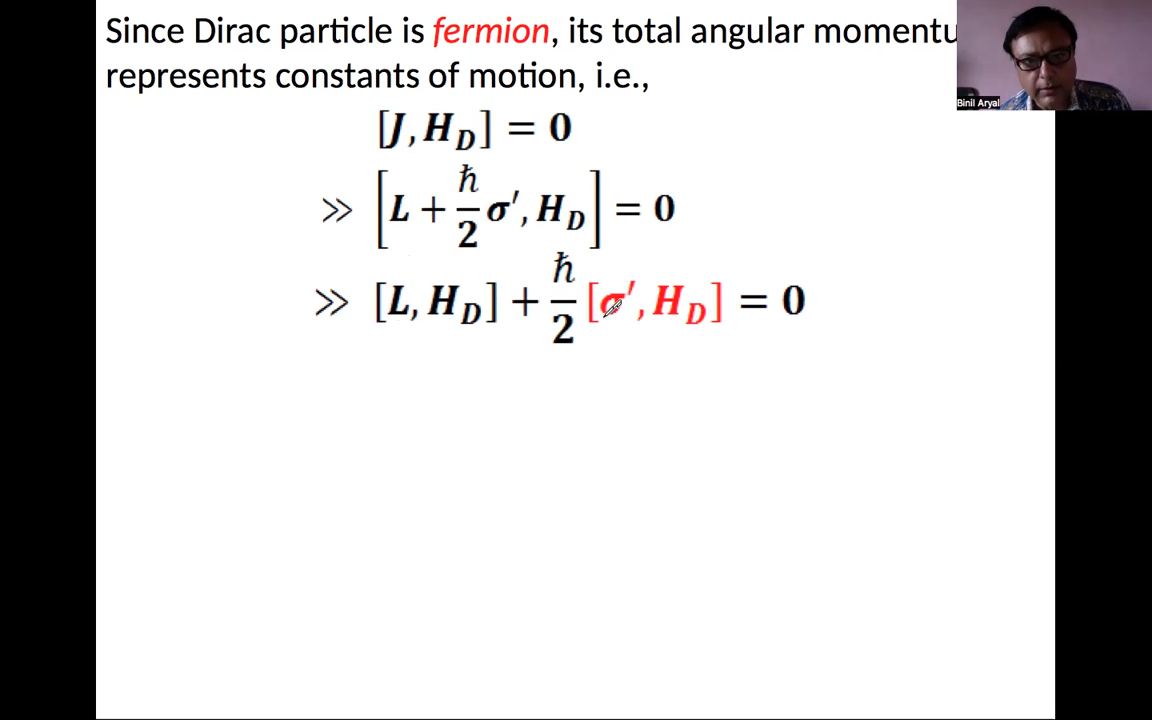 Since Dirac particle is fermion, its total angular momentu
represents constants of motion, i.e.,
[J, H_D] = 0
≫ [L + ℏ/2 σ′, H_D] = 0
≫ [L, H_D] + ℏ/2 [σ′, H_D] = 0
Binil Aryal